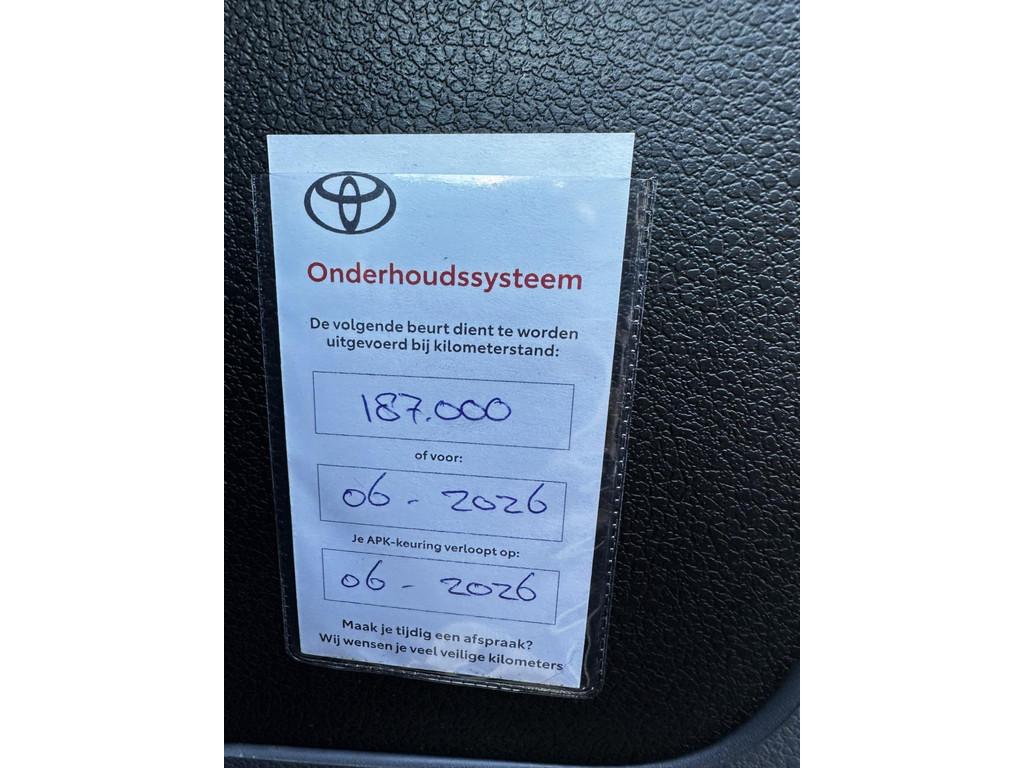 Onderhoudssysteem
De volgende beurt dient te worden
uitgevoerd bij kilometerstand:
187.000
of voor:
06 - 2026
Je APK-keuring verloopt op:
06 - 2026
Maak je tijdig een afspraak?
Wij wensen je veel veilige kilometers